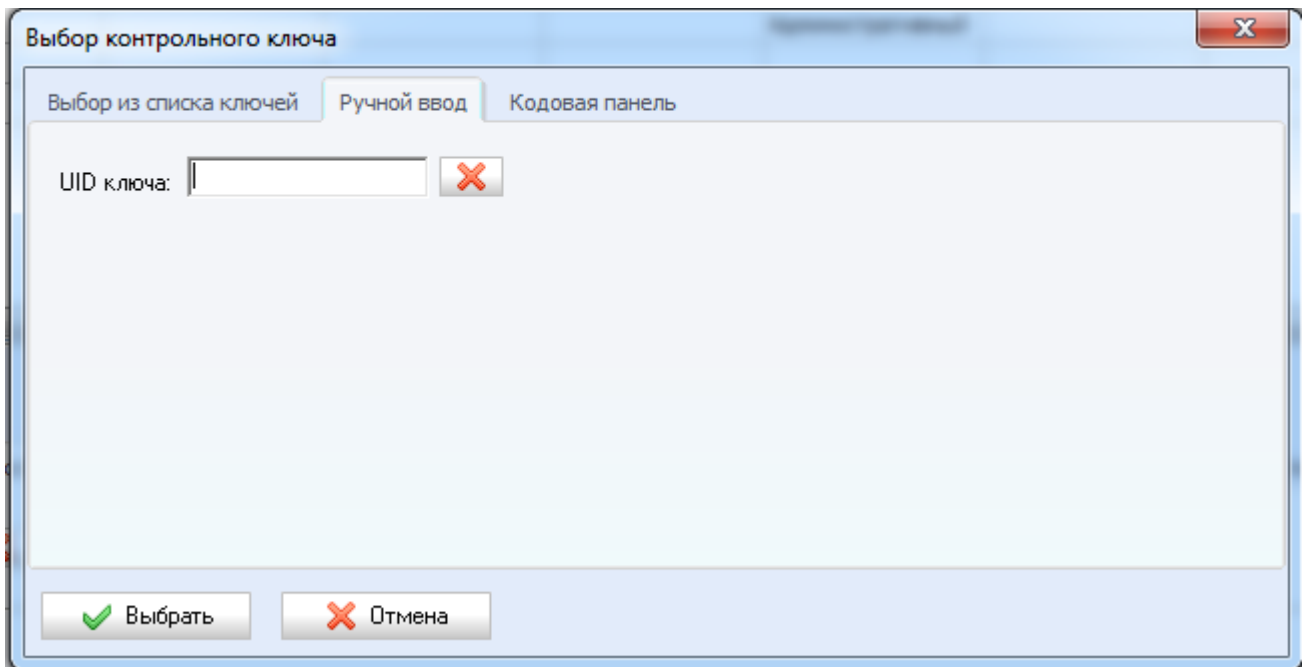 Выбор контрольного ключа
Выбор из списка ключей Ручной ввод Кодовая панель
UID ключа:
Выбрать Отмена